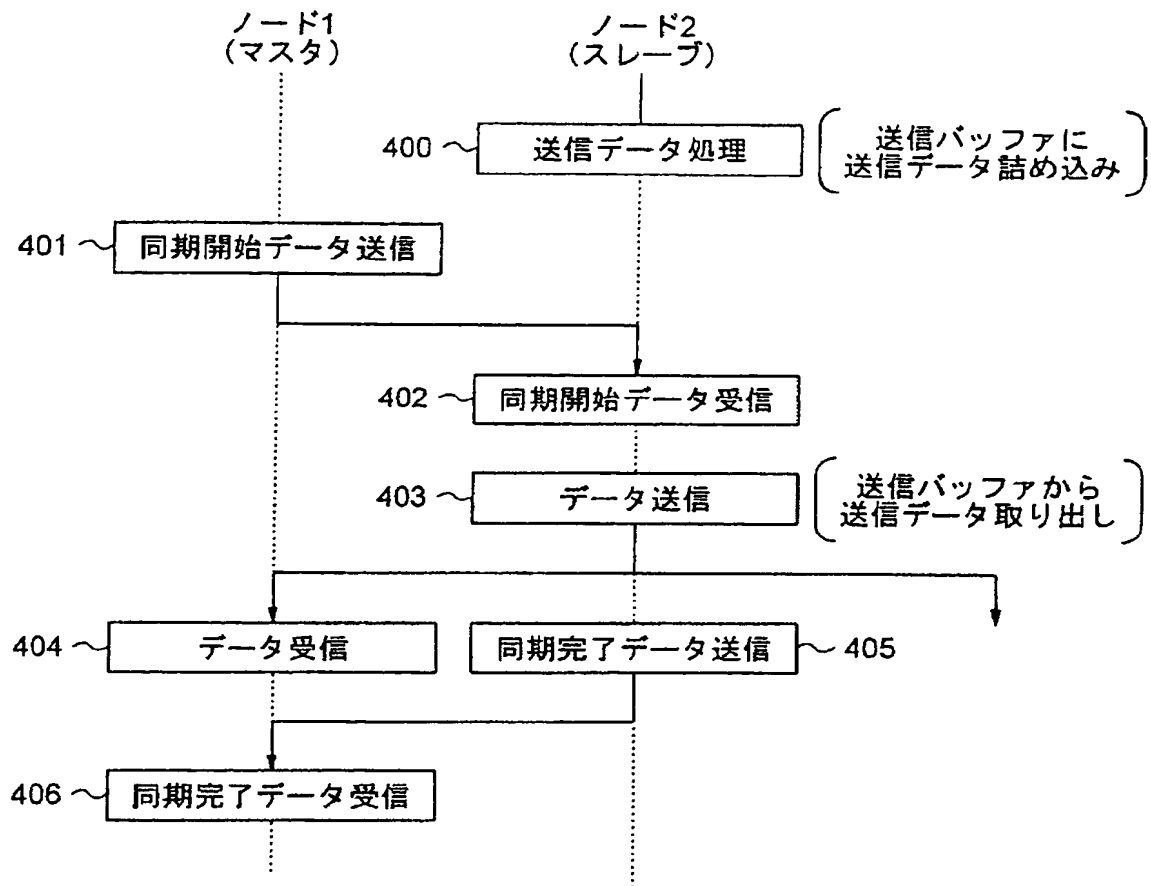 ノード1
(マスタ)
ノード2
(スレーブ)
400
送信データ処理
送信バッファに
送信データ詰め込み
401
同期開始データ送信
402
同期開始データ受信
403
データ送信
送信バッファから
送信データ取り出し
404
データ受信
同期完了データ送信
405
406
同期完了データ受信